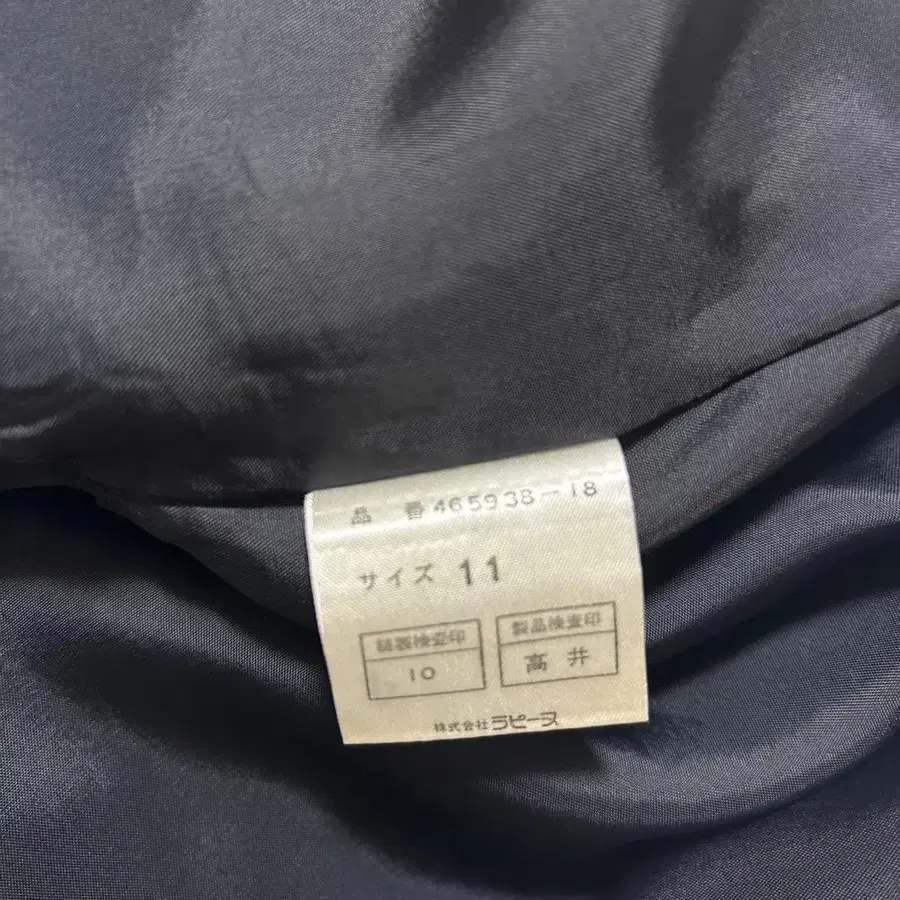 品番 465938-18
サイズ 11
縫製検査印 製品検査印
10 高井
株式会社ラピーヌ